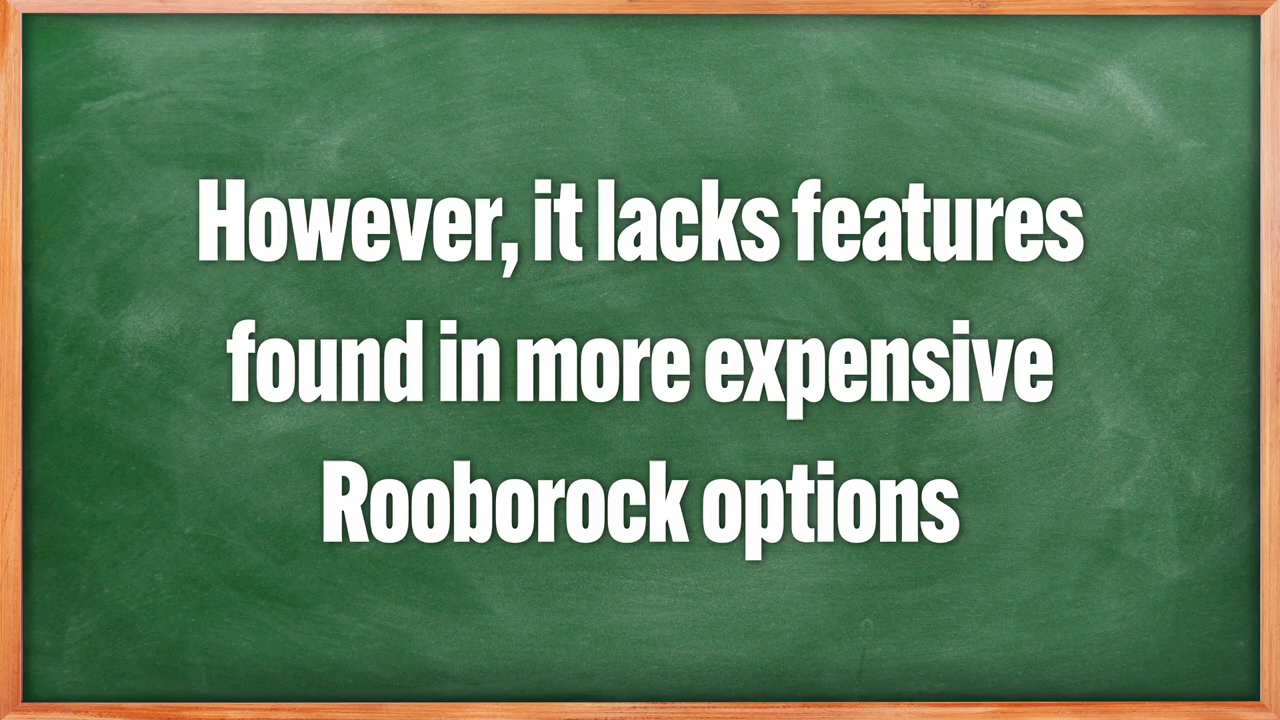 However, it lacks features
found in more expensive
Rooborock options